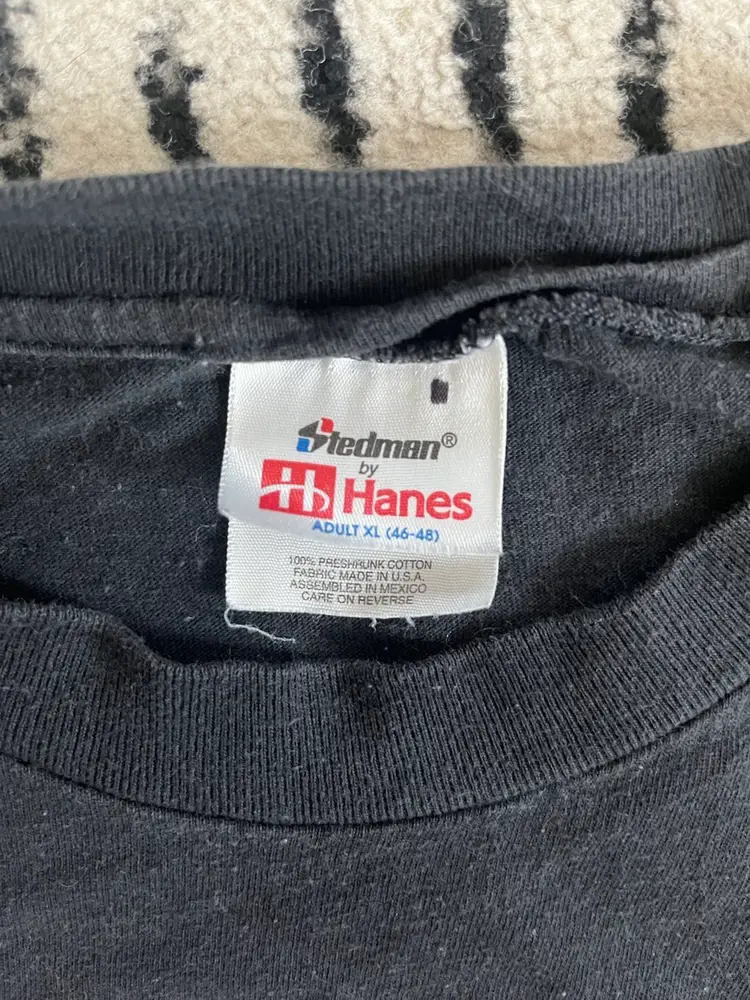 Stedman®
by
Hanes
ADULT XL (46-48)
100% PRESHRUNK COTTON
FABRIC MADE IN U.S.A.
ASSEMBLED IN MEXICO
CARE ON REVERSE